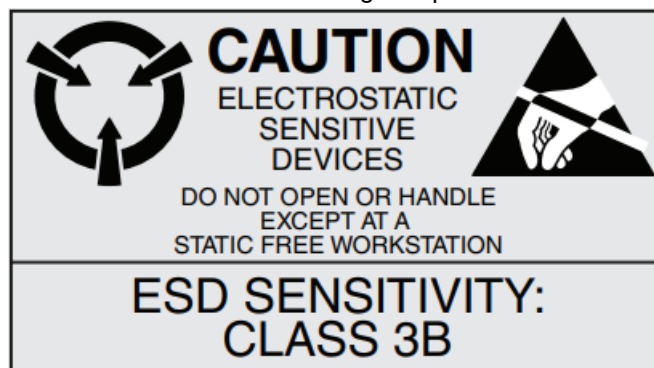 CAUTION
ELECTROSTATIC
SENSITIVE
DEVICES
DO NOT OPEN OR HANDLE
EXCEPT AT A
STATIC FREE WORKSTATION
ESD SENSITIVITY:
CLASS 3B